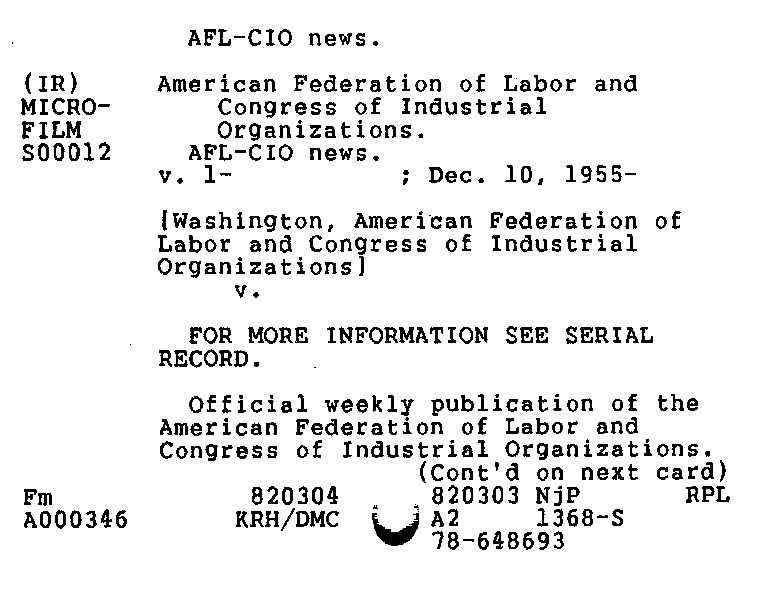 AFL-CIO news.
(IR) American Federation of Labor and
MICRO- Congress of Industrial
FILM Organizations.
S00012 AFL-CIO news.
v. 1- ; Dec. 10, 1955-
[Washington, American Federation of
Labor and Congress of Industrial
Organizations]
v.
FOR MORE INFORMATION SEE SERIAL
RECORD.
Official weekly publication of the
American Federation of Labor and
Congress of Industrial Organizations.
(Cont'd on next card)
Fm 820304 820303 NjP RPL
A000346 KRH/DMC A2 1368-S
78-648693